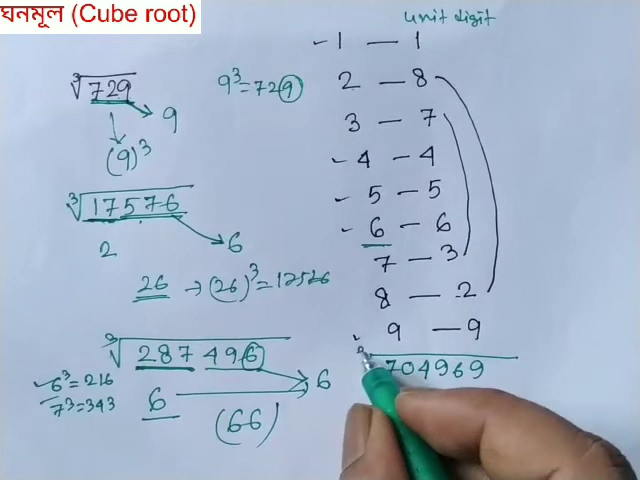 ঘনমূল (Cube root)
unit digit
1 — 1
2 — 8
3 — 7
4 — 4
5 — 5
6 — 6
7 — 3
8 — 2
9 — 9
∛729 → 9
9³=729
(9)³
∛17576 → 6
2
26 → (26)³ = 17576
∛287496 → 6
6³=216
7³=343
6
(66)
704969